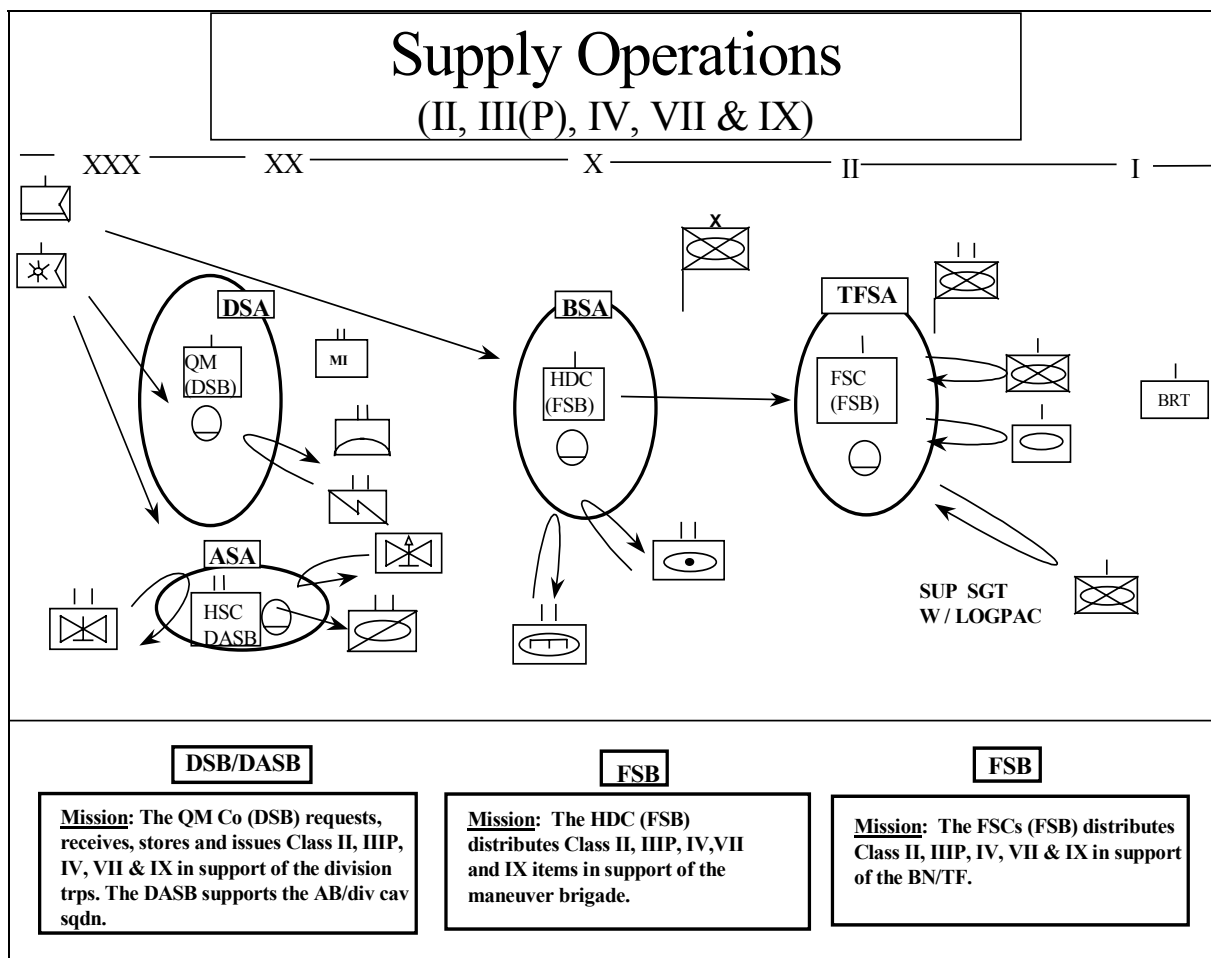 Supply Operations
(II, III(P), IV, VII & IX)
XXX XX X II I
X
DSA
QM
(DSB)
MI
BSA
HDC
(FSB)
TFSA
FSC
(FSB)
BRT
ASA
HSC
DASB
SUP SGT
W / LOGPAC
DSB/DASB
Mission: The QM Co (DSB) requests,
receives, stores and issues Class II, IIIP,
IV, VII & IX in support of the division
trps. The DASB supports the AB/div cav
sqdn.
FSB
Mission: The HDC (FSB)
distributes Class II, IIIP, IV,VII
and IX items in support of the
maneuver brigade.
FSB
Mission: The FSCs (FSB) distributes
Class II, IIIP, IV, VII & IX in support
of the BN/TF.